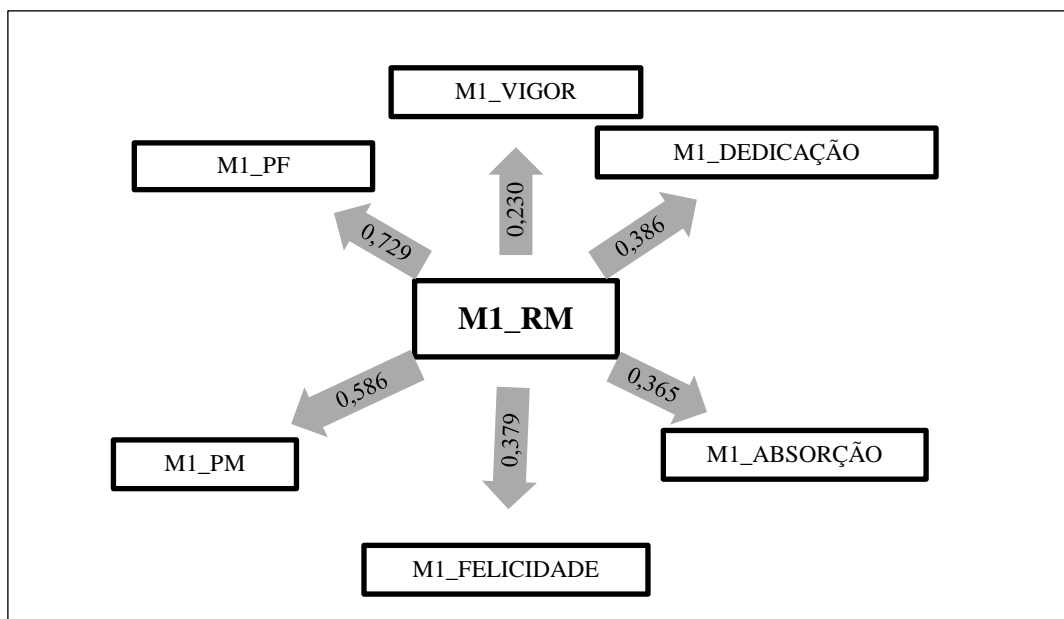 M1_VIGOR
M1_DEDICAÇÃO
M1_PF
0,230
0,729
0,386
M1_RM
0,586
0,379
0,365
M1_PM
M1_ABSORÇÃO
M1_FELICIDADE